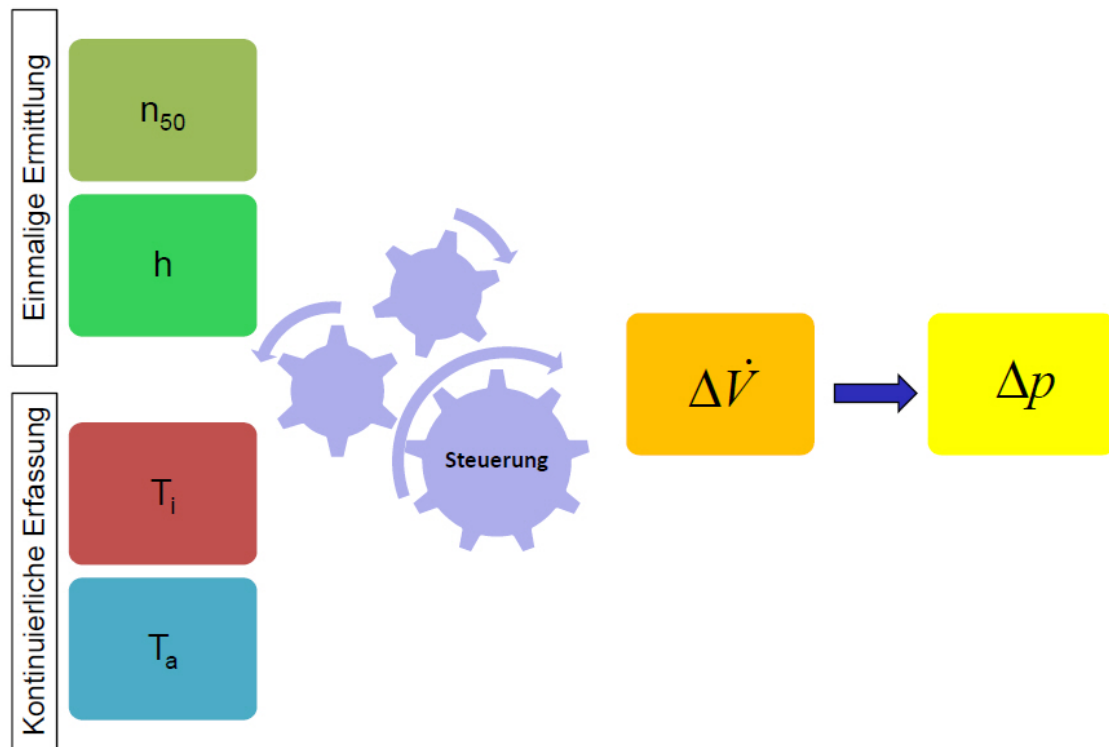 Einmalige Ermittlung
n₅₀
h
Kontinuierliche Erfassung
Tᵢ
Tₐ
Steuerung
ΔV̇
Δp